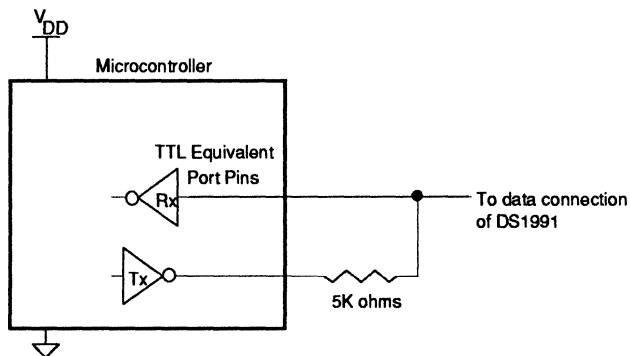 VDD
Microcontroller
TTL Equivalent
Port Pins
Rx
To data connection
of DS1991
Tx
5K ohms